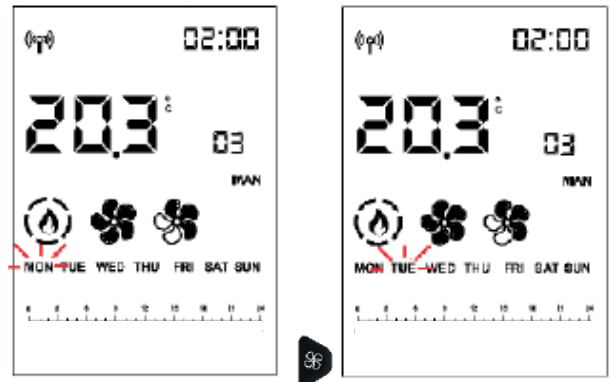 02:00
20.3 °C
03
MAN
MON TUE WED THU FRI SAT SUN
02:00
20.3 °C
03
MAN
MON TUE WED THU FRI SAT SUN